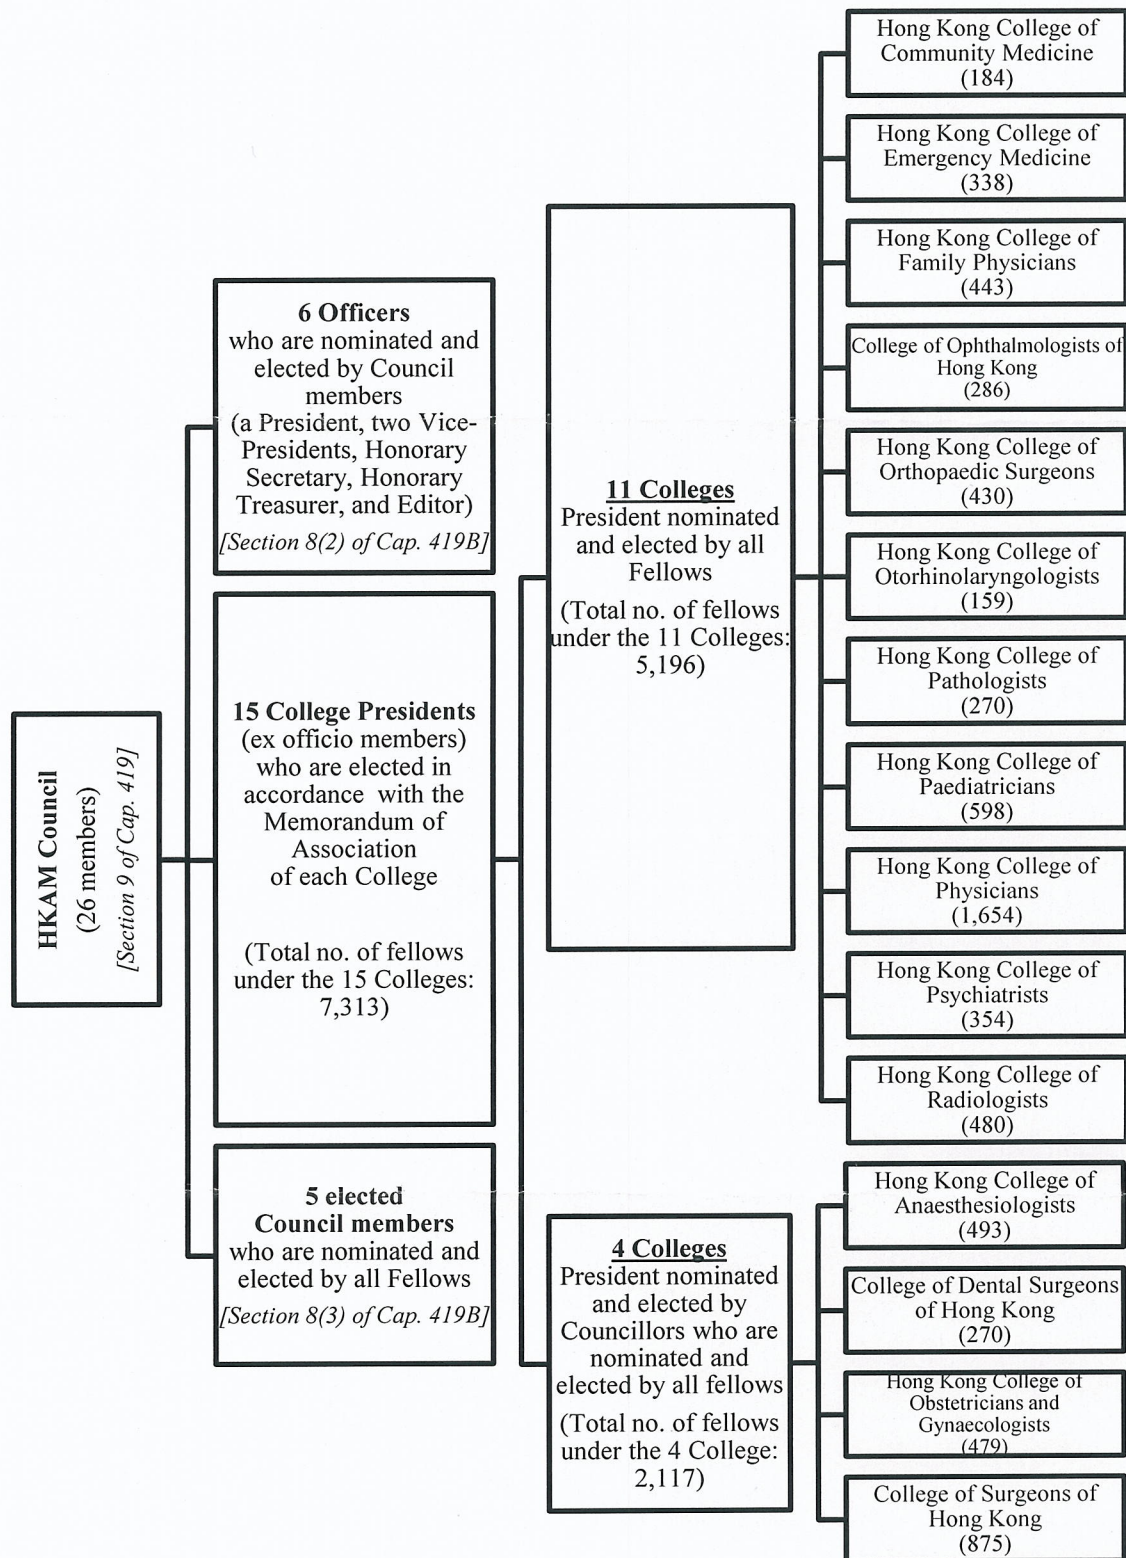 HKAM Council
(26 members)
[Section 9 of Cap. 419]
6 Officers
who are nominated and
elected by Council
members
(a President, two Vice-
Presidents, Honorary
Secretary, Honorary
Treasurer, and Editor)
[Section 8(2) of Cap. 419B]
15 College Presidents
(ex officio members)
who are elected in
accordance with the
Memorandum of
Association
of each College
(Total no. of fellows
under the 15 Colleges:
7,313)
5 elected
Council members
who are nominated and
elected by all Fellows
[Section 8(3) of Cap. 419B]
11 Colleges
President nominated
and elected by all
Fellows
(Total no. of fellows
under the 11 Colleges:
5,196)
4 Colleges
President nominated
and elected by
Councillors who are
nominated and
elected by all fellows
(Total no. of fellows
under the 4 College:
2,117)
Hong Kong College of
Community Medicine
(184)
Hong Kong College of
Emergency Medicine
(338)
Hong Kong College of
Family Physicians
(443)
College of Ophthalmologists of
Hong Kong
(286)
Hong Kong College of
Orthopaedic Surgeons
(430)
Hong Kong College of
Otorhinolaryngologists
(159)
Hong Kong College of
Pathologists
(270)
Hong Kong College of
Paediatricians
(598)
Hong Kong College of
Physicians
(1,654)
Hong Kong College of
Psychiatrists
(354)
Hong Kong College of
Radiologists
(480)
Hong Kong College of
Anaesthesiologists
(493)
College of Dental Surgeons
of Hong Kong
(270)
Hong Kong College of
Obstetricians and
Gynaecologists
(479)
College of Surgeons of
Hong Kong
(875)